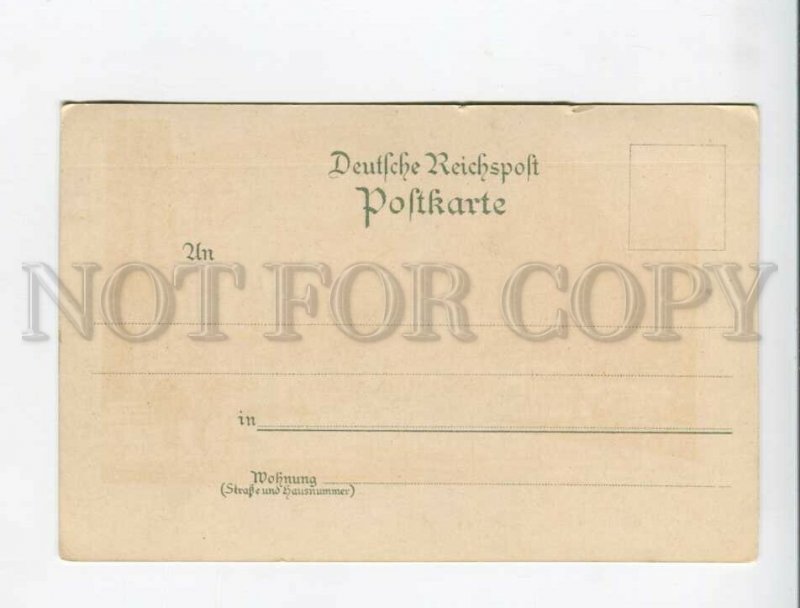 Deutſche Reichspoſt
Poſtkarte
An
NOT FOR COPY
in
Wohnung
(Straße und Hausnummer)